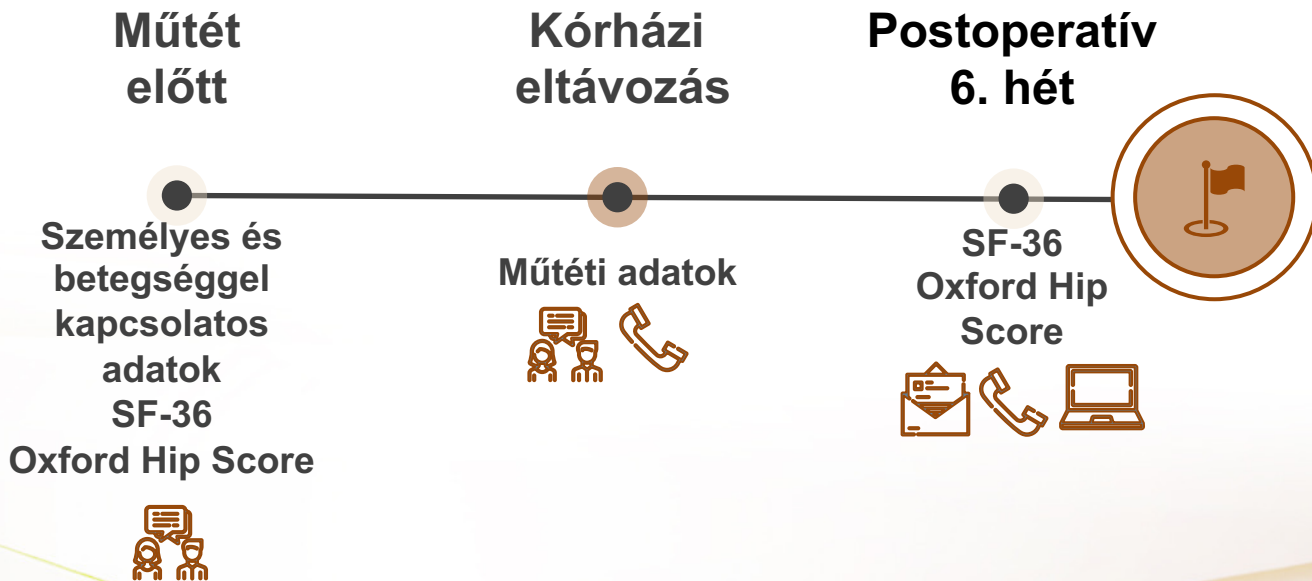 Műtét
előtt
Kórházi
eltávozás
Postoperatív
6. hét
Személyes és
betegséggel
kapcsolatos
adatok
SF-36
Oxford Hip Score
Műtéti adatok
SF-36
Oxford Hip
Score